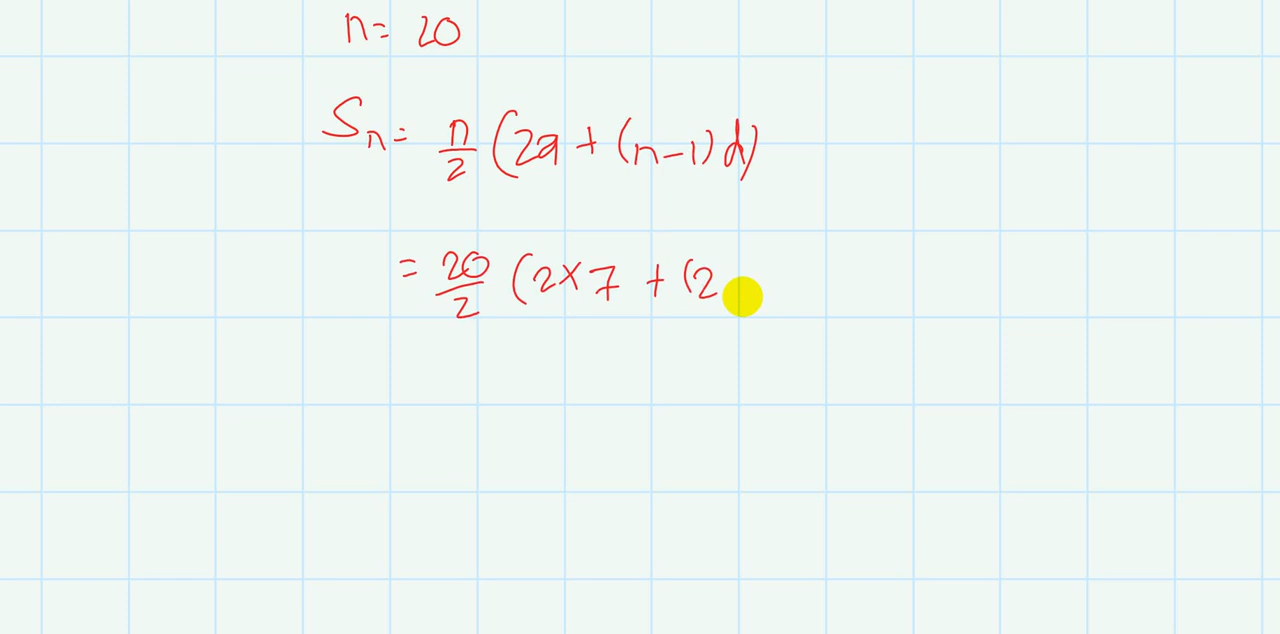 n = 20
Sn = n/2 (2a + (n-1)d)
= 20/2 (2×7 + (2